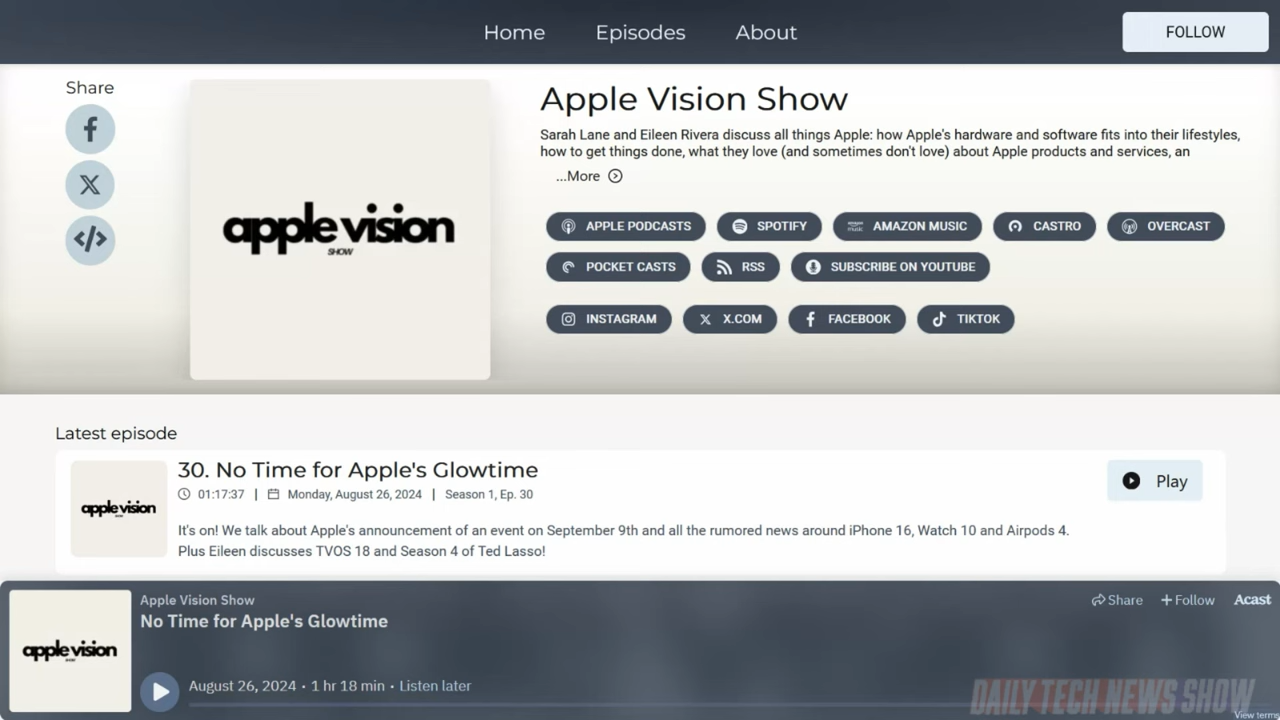 Home Episodes About FOLLOW
Share
apple vision
SHOW
Apple Vision Show
Sarah Lane and Eileen Rivera discuss all things Apple: how Apple's hardware and software fits into their lifestyles,
how to get things done, what they love (and sometimes don't love) about Apple products and services, an
...More
APPLE PODCASTS SPOTIFY AMAZON MUSIC CASTRO OVERCAST
POCKET CASTS RSS SUBSCRIBE ON YOUTUBE
INSTAGRAM X.COM FACEBOOK TIKTOK
Latest episode
apple vision
30. No Time for Apple's Glowtime
01:17:37 | Monday, August 26, 2024 | Season 1, Ep. 30
Play
It's on! We talk about Apple's announcement of an event on September 9th and all the rumored news around iPhone 16, Watch 10 and Airpods 4.
Plus Eileen discusses TVOS 18 and Season 4 of Ted Lasso!
apple vision
Apple Vision Show
Share +Follow Acast
No Time for Apple's Glowtime
August 26, 2024 · 1 hr 18 min · Listen later
DAILY TECH NEWS SHOW
View terms